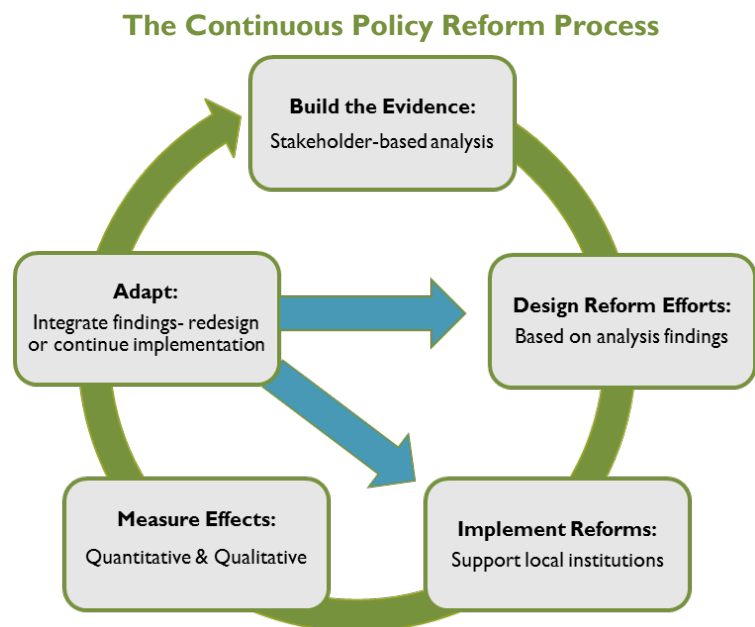 The Continuous Policy Reform Process
Build the Evidence:
Stakeholder-based analysis
Design Reform Efforts:
Based on analysis findings
Implement Reforms:
Support local institutions
Measure Effects:
Quantitative & Qualitative
Adapt:
Integrate findings- redesign
or continue implementation